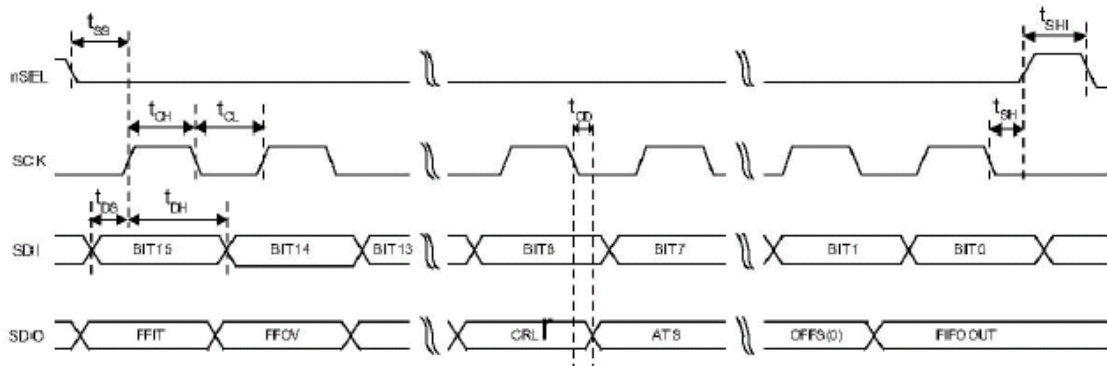 tSS
tSHI
nSEL
tCH
tCL
tOD
tSH
SCK
tDS
tDH
SDI
BIT15
BIT14
BIT13
BIT8
BIT7
BIT1
BIT0
SDO
FFIT
FFOV
CRL r
ATS
OFFS(0)
FIFO OUT